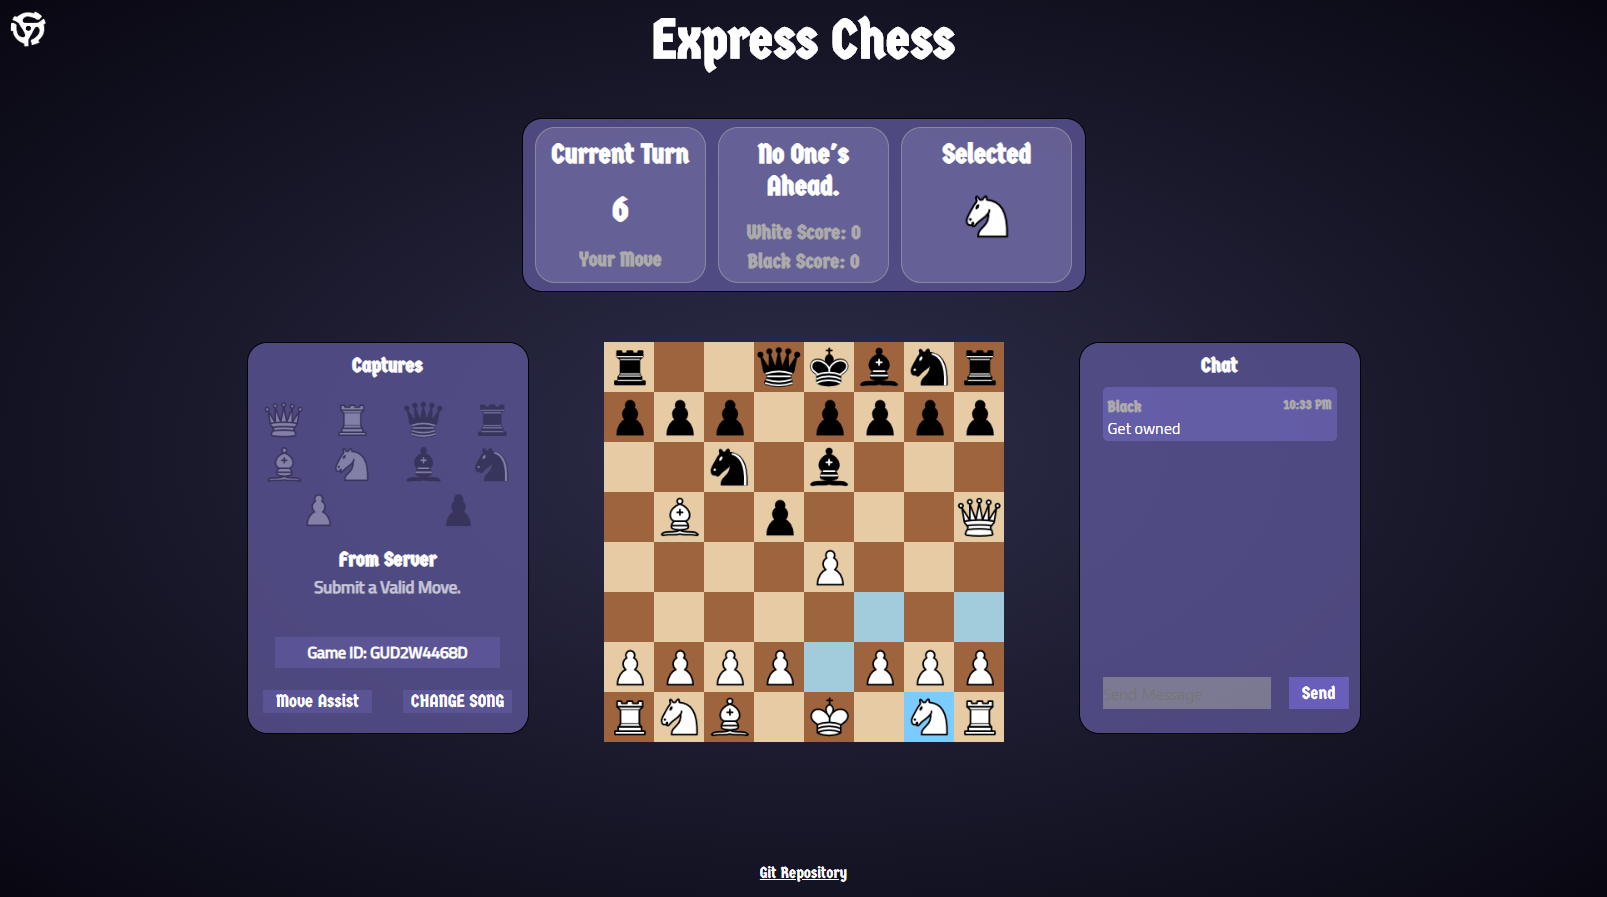 Express Chess
Current Turn
6
Your Move
No One's
Ahead.
White Score: 0
Black Score: 0
Selected
Captures
From Server
Submit a Valid Move.
Game ID: GUD2W4468D
Move Assist
CHANGE SONG
Chat
Black
10:33 PM
Get owned
Send Message
Send
Git Repository